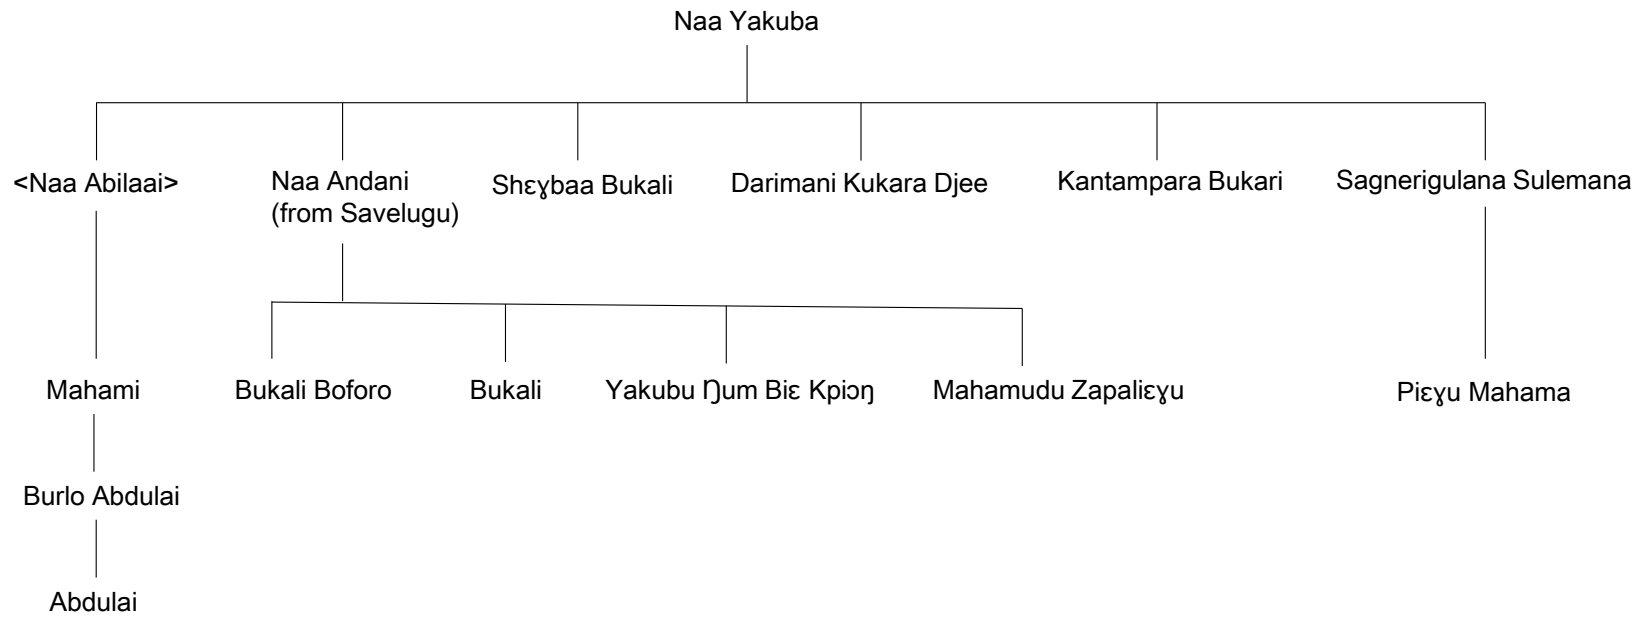 Naa Yakuba
<Naa Abilaai>
Naa Andani
(from Savelugu)
Shɛɣbaa Bukali
Darimani Kukara Djee
Kantampara Bukari
Sagnerigulana Sulemana
Mahami
Bukali Boforo
Bukali
Yakubu Ŋum Biɛ Kpiɔŋ
Mahamudu Zapaliɛɣu
Piɛɣu Mahama
Burlo Abdulai
Abdulai